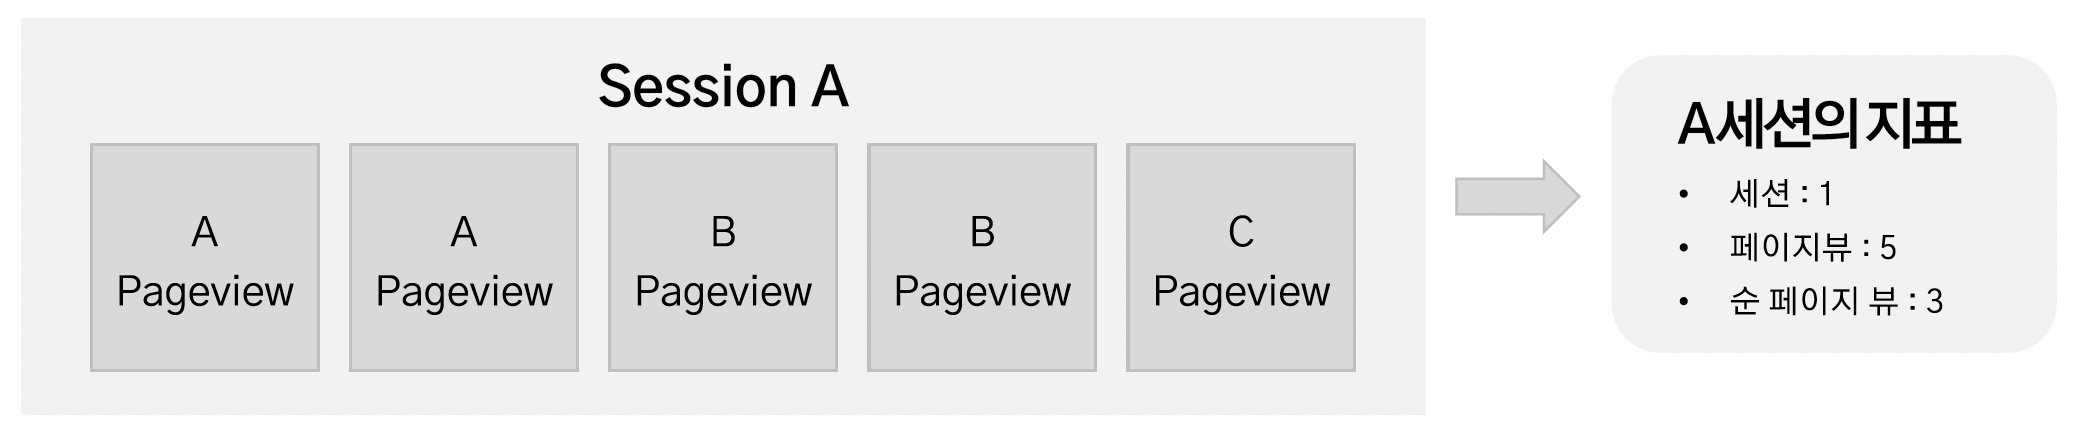 Session A
A
Pageview
A
Pageview
B
Pageview
B
Pageview
C
Pageview
A세션의 지표
• 세션 : 1
• 페이지뷰 : 5
• 순 페이지 뷰 : 3